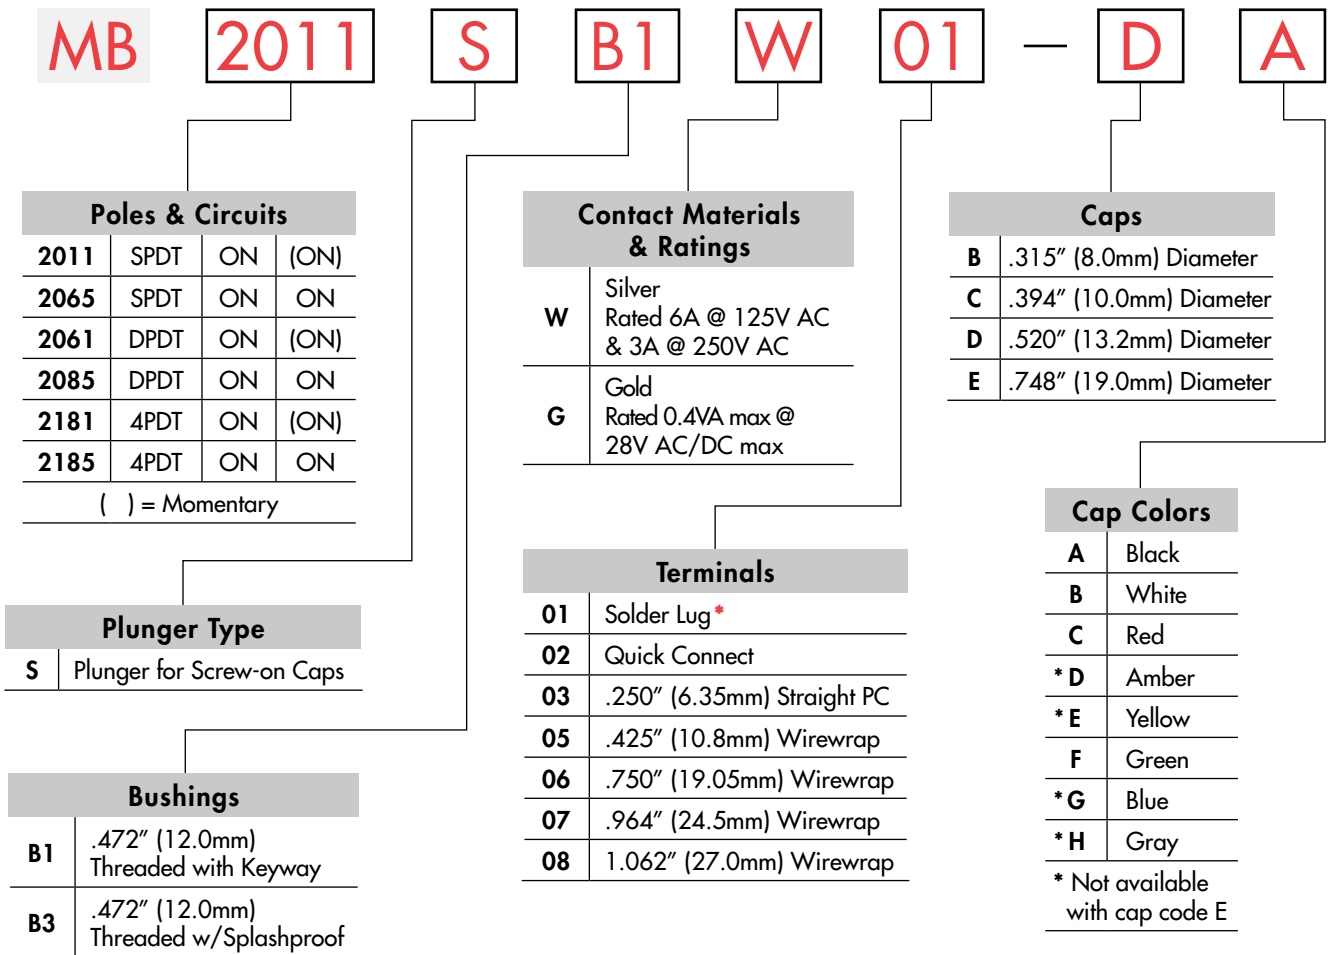 MB 2011 S B1 W 01 — D A
Poles & Circuits
2011 SPDT ON (ON)
2065 SPDT ON ON
2061 DPDT ON (ON)
2085 DPDT ON ON
2181 4PDT ON (ON)
2185 4PDT ON ON
( ) = Momentary
Plunger Type
S Plunger for Screw-on Caps
Bushings
B1 .472" (12.0mm)
Threaded with Keyway
B3 .472" (12.0mm)
Threaded w/Splashproof
Contact Materials
& Ratings
W Silver
Rated 6A @ 125V AC
& 3A @ 250V AC
G Gold
Rated 0.4VA max @
28V AC/DC max
Terminals
01 Solder Lug*
02 Quick Connect
03 .250" (6.35mm) Straight PC
05 .425" (10.8mm) Wirewrap
06 .750" (19.05mm) Wirewrap
07 .964" (24.5mm) Wirewrap
08 1.062" (27.0mm) Wirewrap
Caps
B .315" (8.0mm) Diameter
C .394" (10.0mm) Diameter
D .520" (13.2mm) Diameter
E .748" (19.0mm) Diameter
Cap Colors
A Black
B White
C Red
* D Amber
* E Yellow
F Green
* G Blue
* H Gray
* Not available
with cap code E